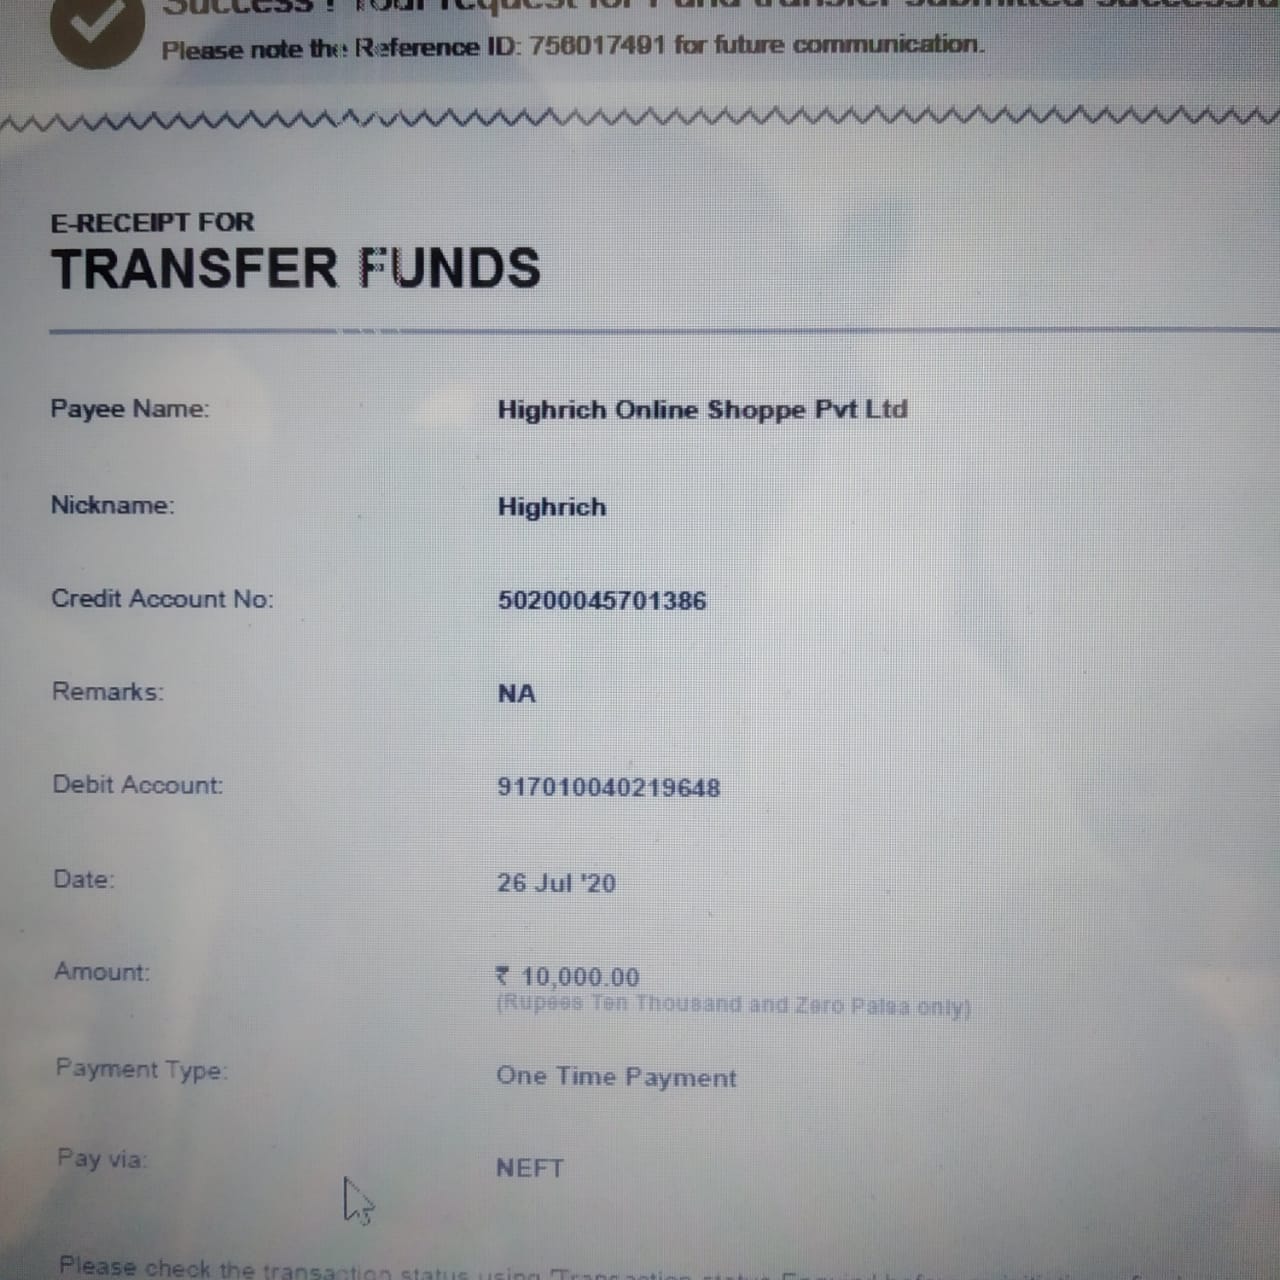 Success! Your request for Fund transfer submitted
Please note the Reference ID: 756017491 for future communication.
E-RECEIPT FOR
TRANSFER FUNDS
Payee Name: Highrich Online Shoppe Pvt Ltd
Nickname: Highrich
Credit Account No: 50200045701386
Remarks: NA
Debit Account: 917010040219648
Date: 26 Jul '20
Amount: ₹ 10,000.00
(Rupees Ten Thousand and Zero Paisa only)
Payment Type: One Time Payment
Pay via: NEFT
Please check the transaction status using 'Transaction status